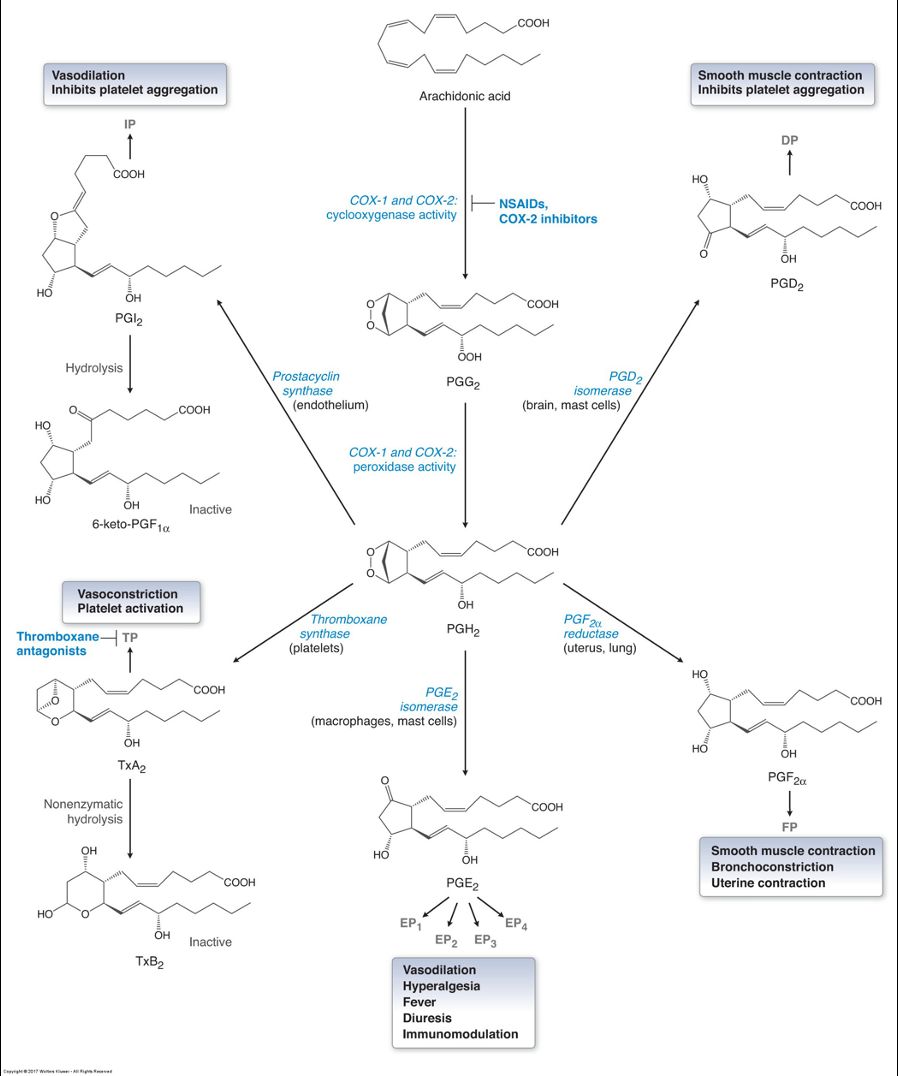 COOH
Arachidonic acid
Vasodilation
Inhibits platelet aggregation
IP
COOH
O
HO
OH
PGI2
Hydrolysis
O
COOH
HO
HO
OH
Inactive
6-keto-PGF1α
COX-1 and COX-2:
cyclooxygenase activity
NSAIDs,
COX-2 inhibitors
O
O
COOH
OOH
PGG2
Smooth muscle contraction
Inhibits platelet aggregation
DP
HO
COOH
O
OH
PGD2
Prostacyclin
synthase
(endothelium)
PGD2
isomerase
(brain, mast cells)
COX-1 and COX-2:
peroxidase activity
O
O
COOH
OH
PGH2
Vasoconstriction
Platelet activation
Thromboxane
antagonists
TP
COOH
O
O
OH
TxA2
Nonenzymatic
hydrolysis
OH
COOH
HO
O
OH
Inactive
TxB2
Thromboxane
synthase
(platelets)
PGE2
isomerase
(macrophages, mast cells)
PGF2α
reductase
(uterus, lung)
O
COOH
HO
OH
PGE2
EP1
EP2
EP3
EP4
Vasodilation
Hyperalgesia
Fever
Diuresis
Immunomodulation
HO
COOH
HO
OH
PGF2α
FP
Smooth muscle contraction
Bronchoconstriction
Uterine contraction
Copyright © 2017 Wolters Kluwer - All Rights Reserved